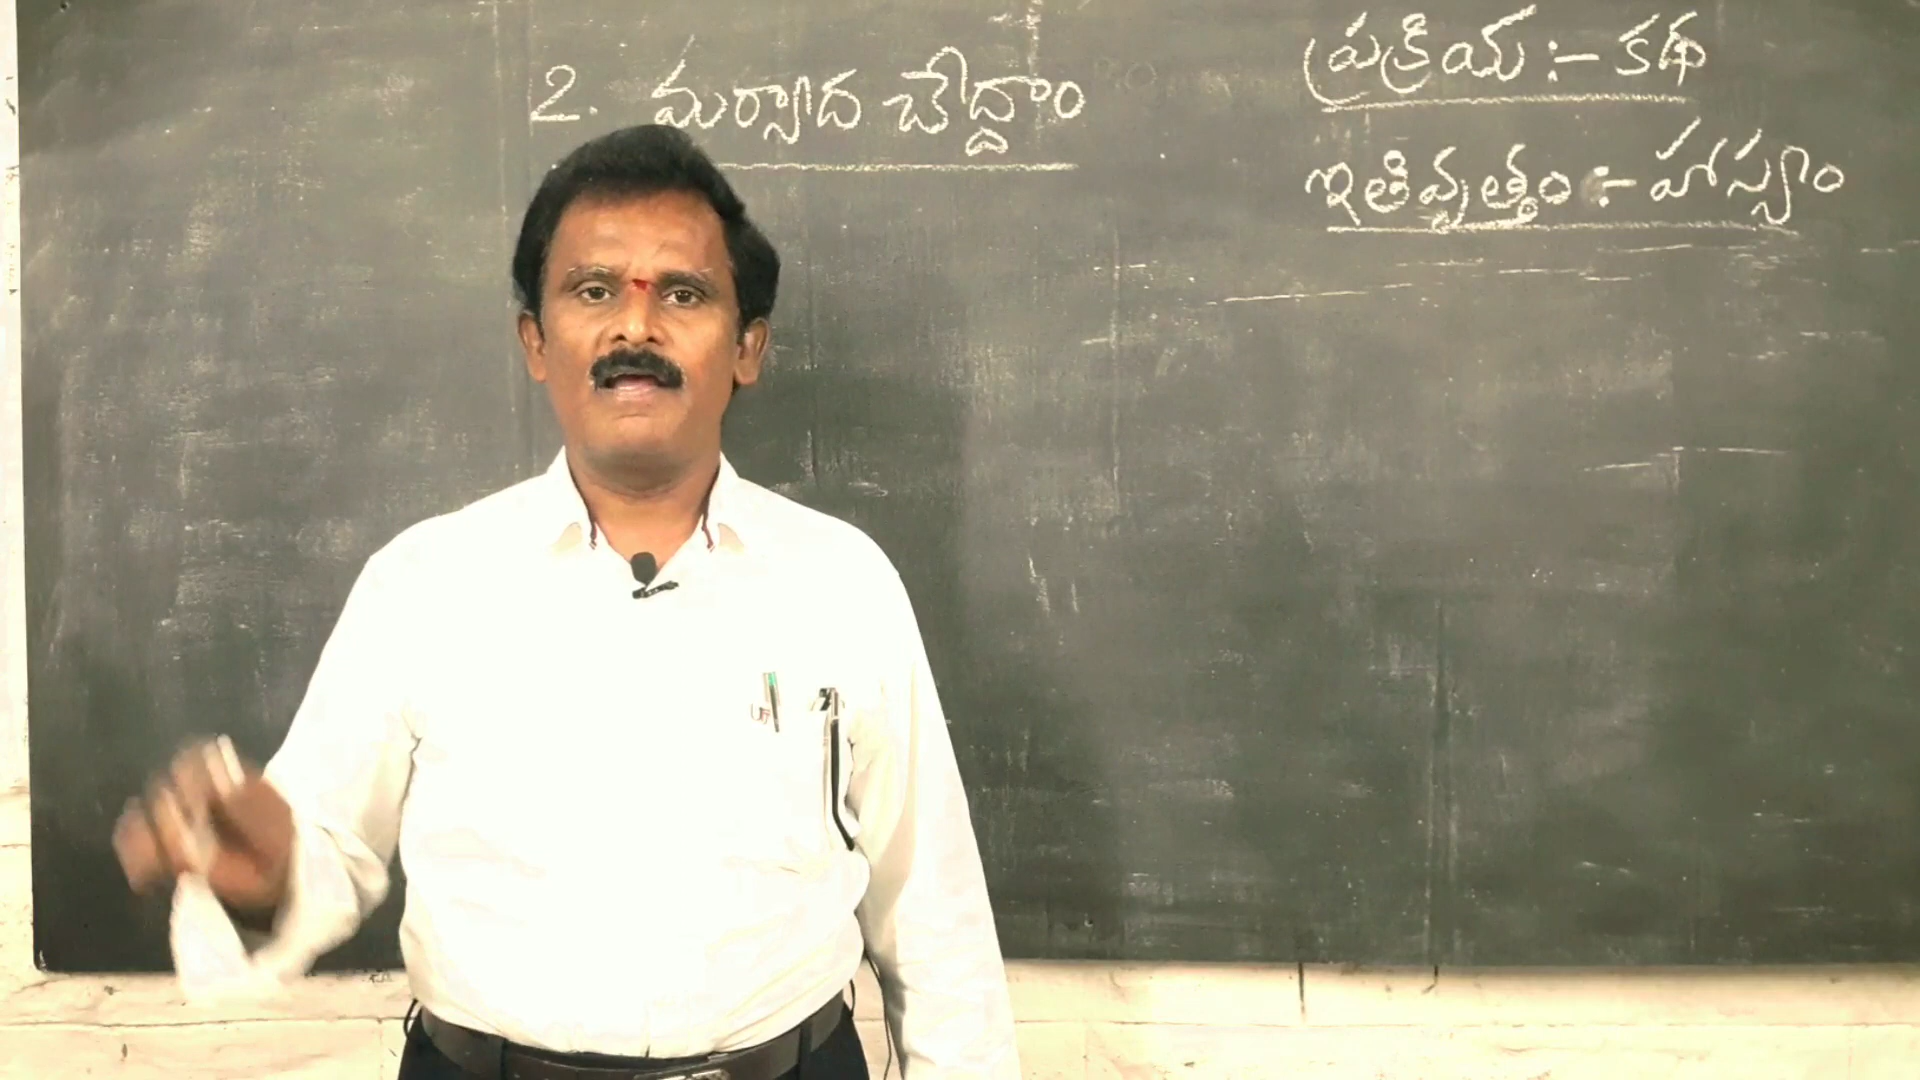 2. మర్యాద చేద్దాం
ప్రక్రియ :- కథ
ఇతివృత్తం :- హాస్యం